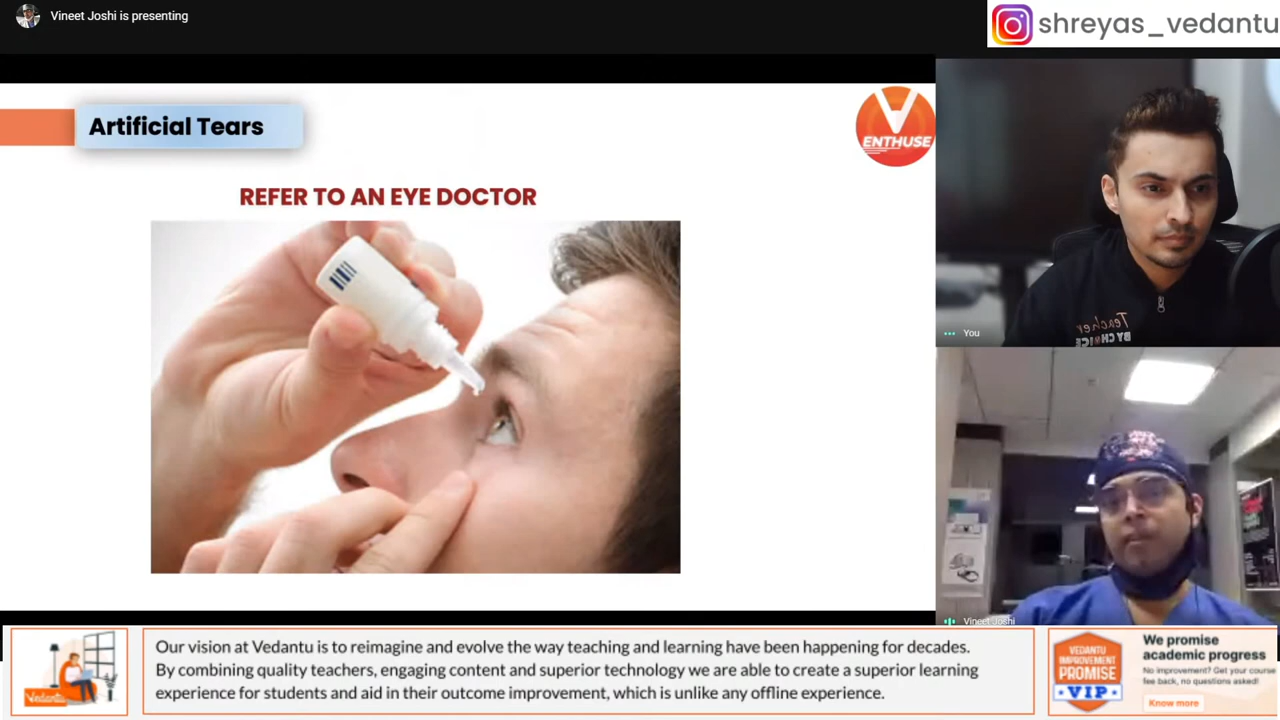 Vineet Joshi is presenting
shreyas_vedantu
Artificial Tears
ENTHUSE
REFER TO AN EYE DOCTOR
You
Teacher
BY CHOICE
Vineet Joshi
Vedantu
Our vision at Vedantu is to reimagine and evolve the way teaching and learning have been happening for decades.
By combining quality teachers, engaging content and superior technology we are able to create a superior learning
experience for students and aid in their outcome improvement, which is unlike any offline experience.
VEDANTU
IMPROVEMENT
PROMISE
VIP
We promise
academic progress
No improvement? Get your course
fee back, no questions asked!
Know more